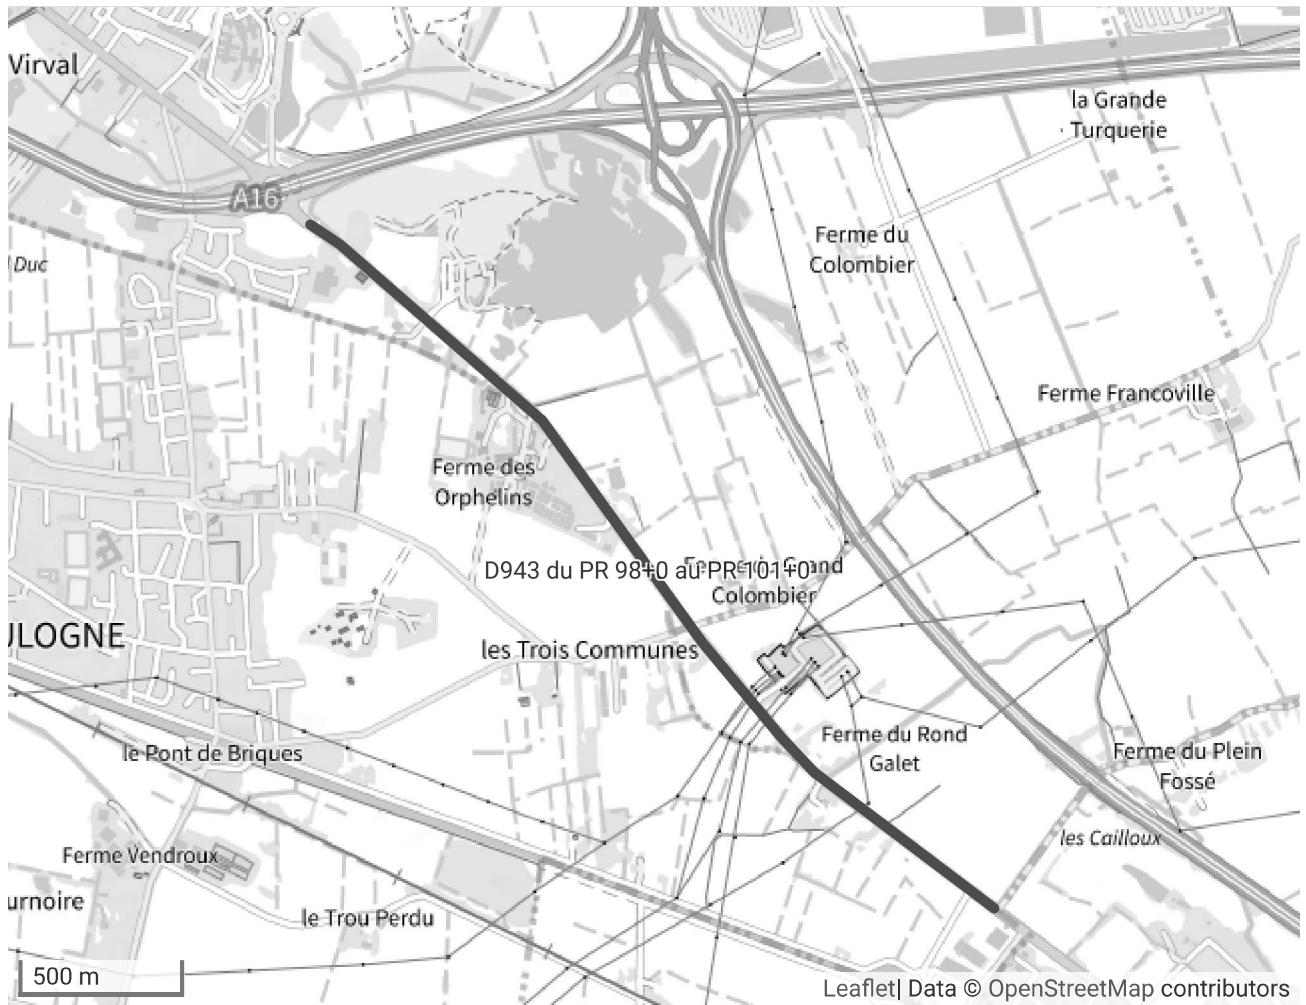 Virval
la Grande
Turquerie
A16
Ferme du
Colombier
Duc
Ferme Francoville
Ferme des
Orphelins
D943 du PR 98+0 au PR 101+0
Colombier
ULOGNE
les Trois Communes
Ferme du Rond
Galet
le Pont de Briques
Ferme du Plein
Fossé
les Cailloux
Ferme Vendroux
urnoire
le Trou Perdu
500 m
Leaflet| Data © OpenStreetMap contributors